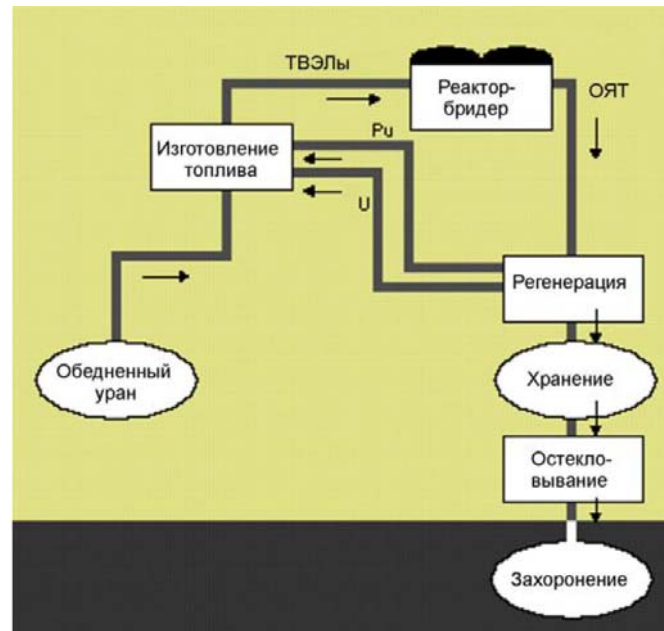 ТВЭЛы
Реактор-
бридер
ОЯТ
Pu
Изготовление
топлива
U
Регенерация
Обедненный
уран
Хранение
Остекло-
вывание
Захоронение